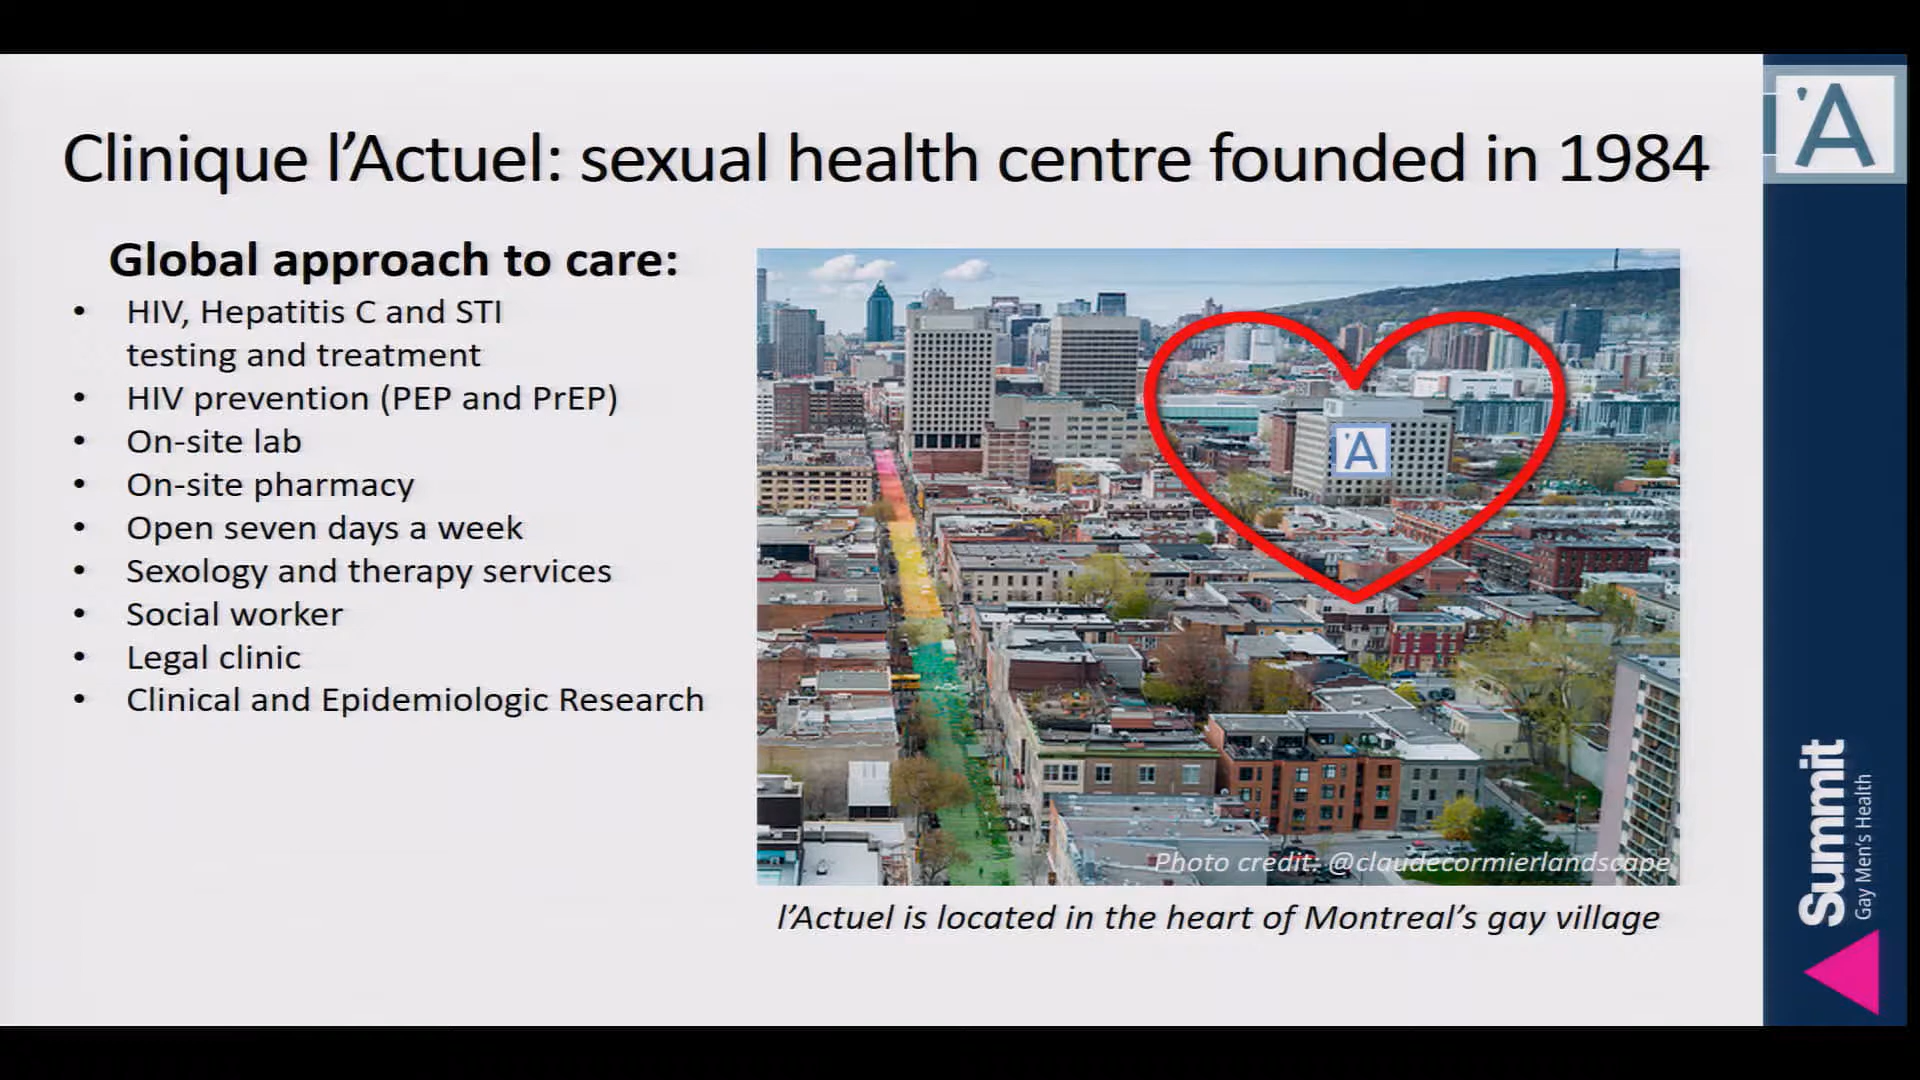 Clinique l’Actuel: sexual health centre founded in 1984
Global approach to care:
• HIV, Hepatitis C and STI
testing and treatment
• HIV prevention (PEP and PrEP)
• On-site lab
• On-site pharmacy
• Open seven days a week
• Sexology and therapy services
• Social worker
• Legal clinic
• Clinical and Epidemiologic Research
'A
Photo credit: @claudecormierlandscape
l’Actuel is located in the heart of Montreal’s gay village
'A
Summit
Gay Men's Health